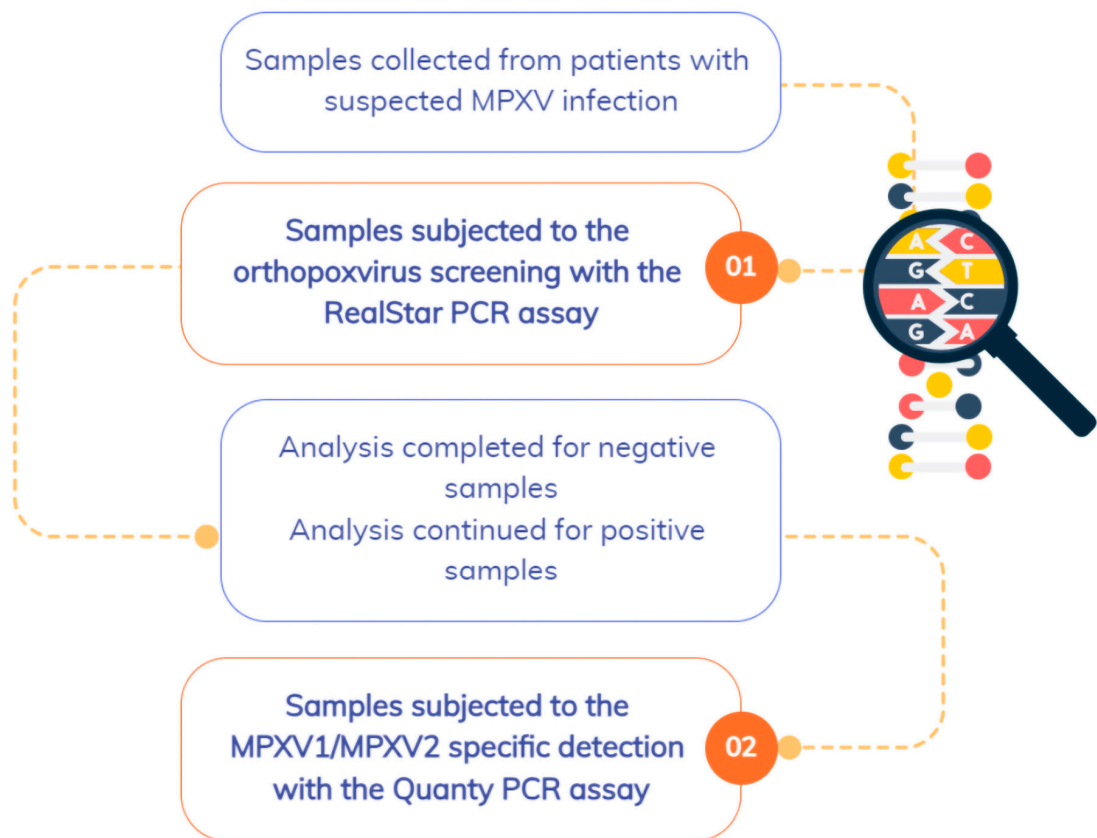 Samples collected from patients with
suspected MPXV infection
Samples subjected to the
orthopoxvirus screening with the
RealStar PCR assay
01
A C
G T
A C
G A
Analysis completed for negative
samples
Analysis continued for positive
samples
Samples subjected to the
MPXV1/MPXV2 specific detection
with the Quanty PCR assay
02